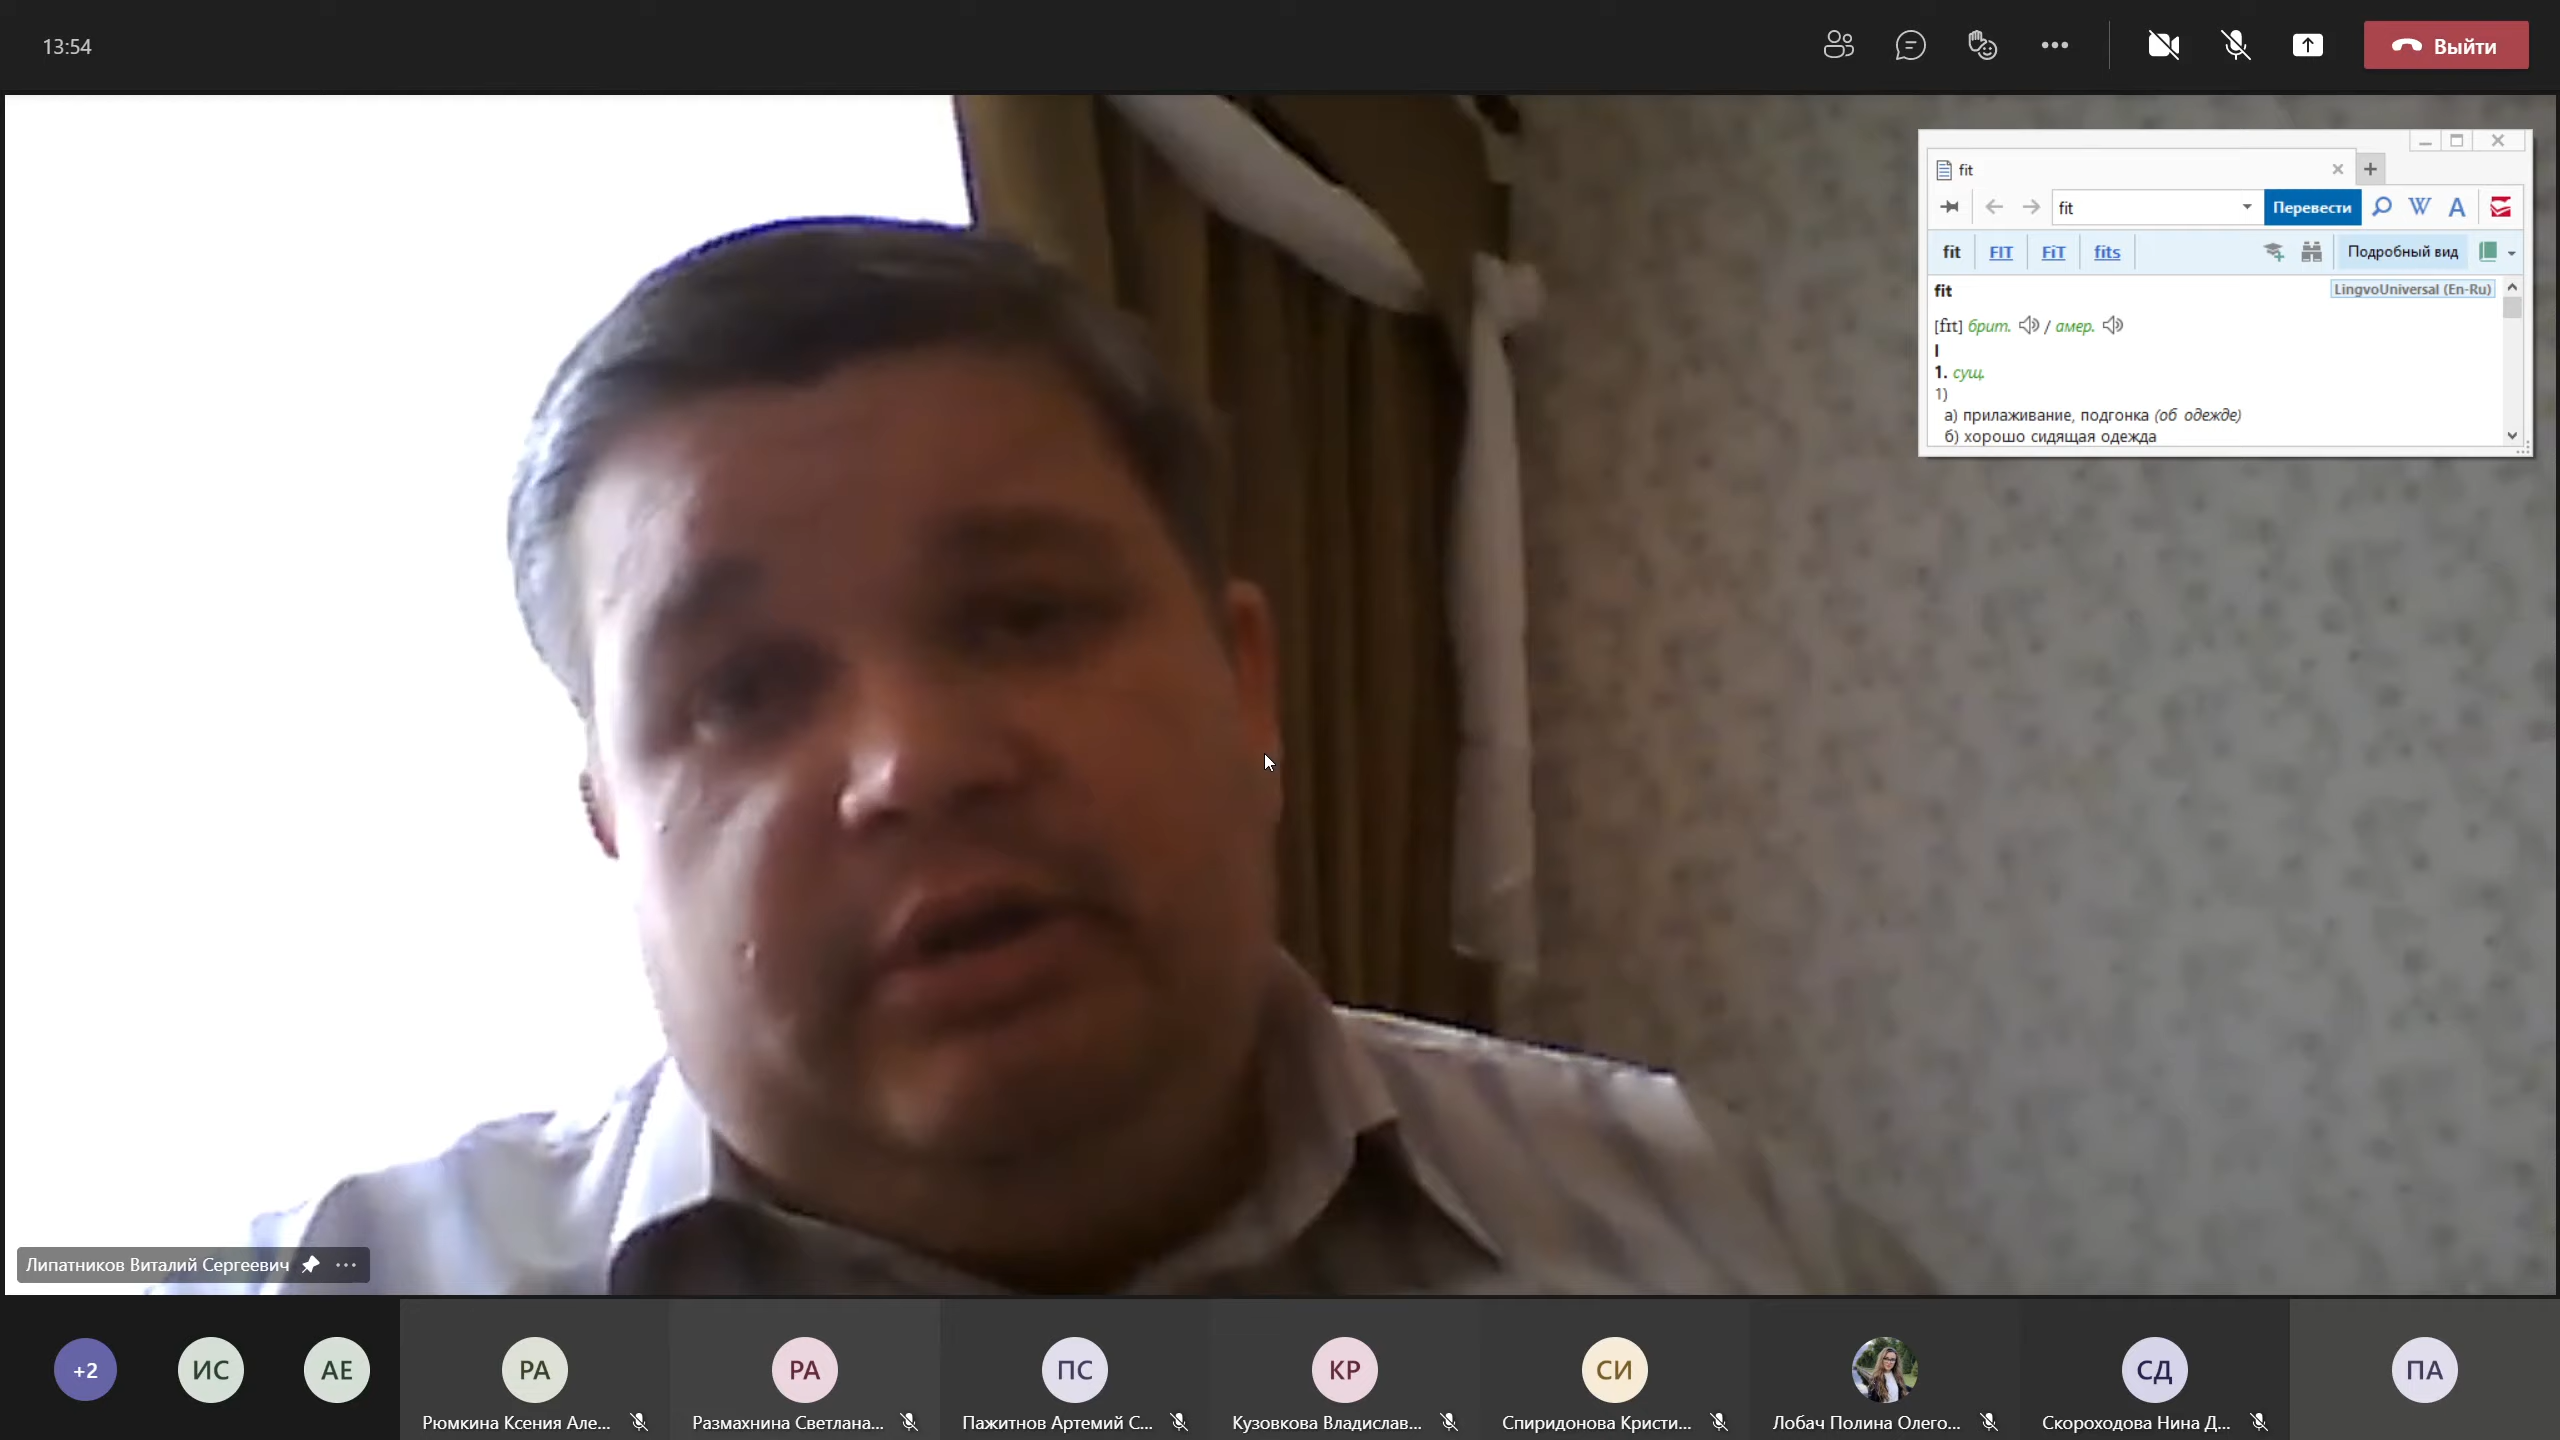 13:54
Выйти
fit
fit
Перевести
W
A
fit
FIT
FiT
fits
Подробный вид
fit
LingvoUniversal (En-Ru)
[fɪt] брит. / амер.
I
1. сущ.
1)
а) прилаживание, подгонка (об одежде)
б) хорошо сидящая одежда
Липатников Виталий Сергеевич
+2
ИС
АЕ
РА
РА
ПС
КР
СИ
СД
ПА
Рюмкина Ксения Але...
Размахнина Светлана...
Пажитнов Артемий С...
Кузовкова Владислав...
Спиридонова Кристи...
Лобач Полина Олего...
Скороходова Нина Д...